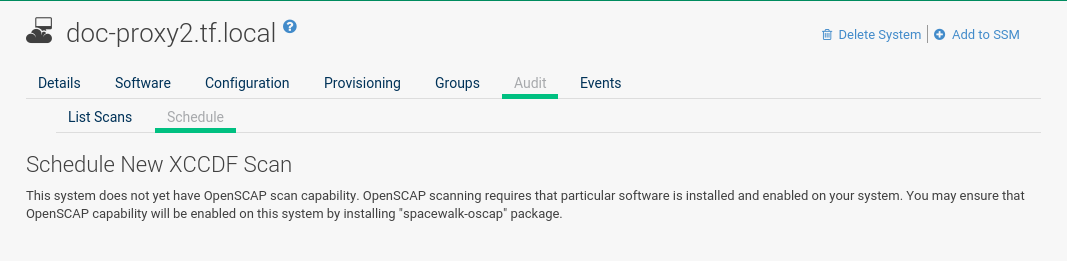 doc-proxy2.tf.local ?
Delete System | Add to SSM
Details Software Configuration Provisioning Groups Audit Events
List Scans Schedule
Schedule New XCCDF Scan
This system does not yet have OpenSCAP scan capability. OpenSCAP scanning requires that particular software is installed and enabled on your system. You may ensure that
OpenSCAP capability will be enabled on this system by installing "spacewalk-oscap" package.